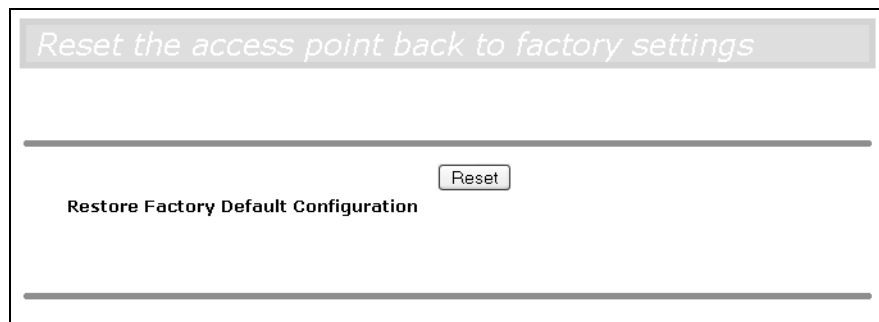 Reset the access point back to factory settings
Reset
Restore Factory Default Configuration